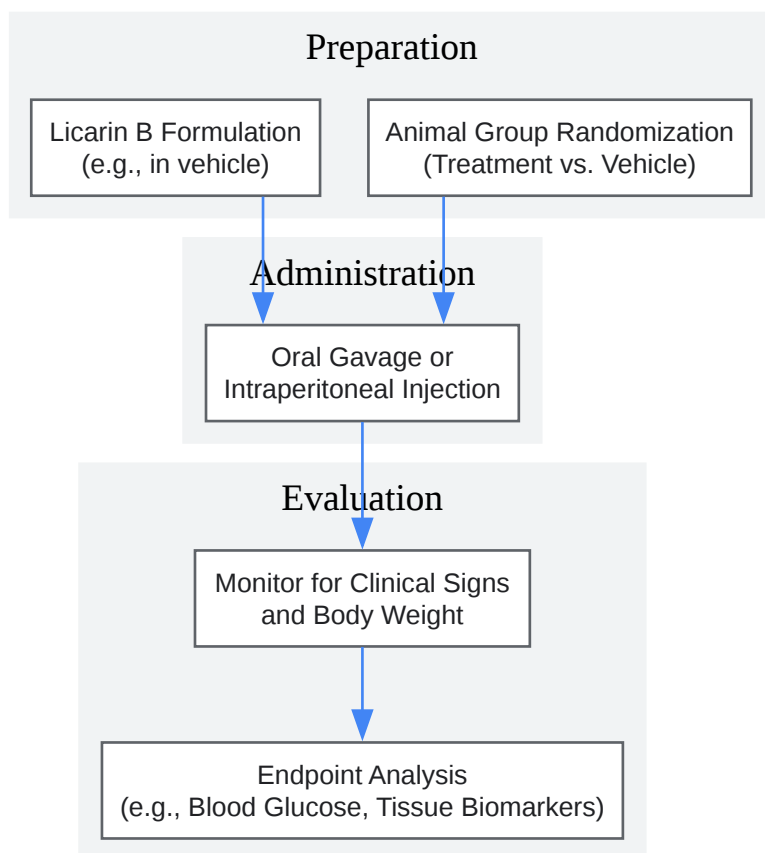 Preparation
Licarin B Formulation
(e.g., in vehicle)
Animal Group Randomization
(Treatment vs. Vehicle)
Administration
Oral Gavage or
Intraperitoneal Injection
Evaluation
Monitor for Clinical Signs
and Body Weight
Endpoint Analysis
(e.g., Blood Glucose, Tissue Biomarkers)